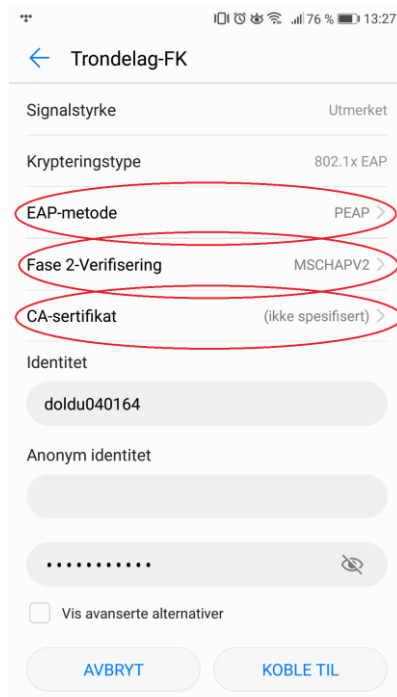 76 % 13:27
Trondelag-FK
Signalstyrke Utmerket
Krypteringstype 802.1x EAP
EAP-metode PEAP
Fase 2-Verifisering MSCHAPV2
CA-sertifikat (ikke spesifisert)
Identitet
doldu040164
Anonym identitet
•••••••••••
Vis avanserte alternativer
AVBRYT KOBLE TIL